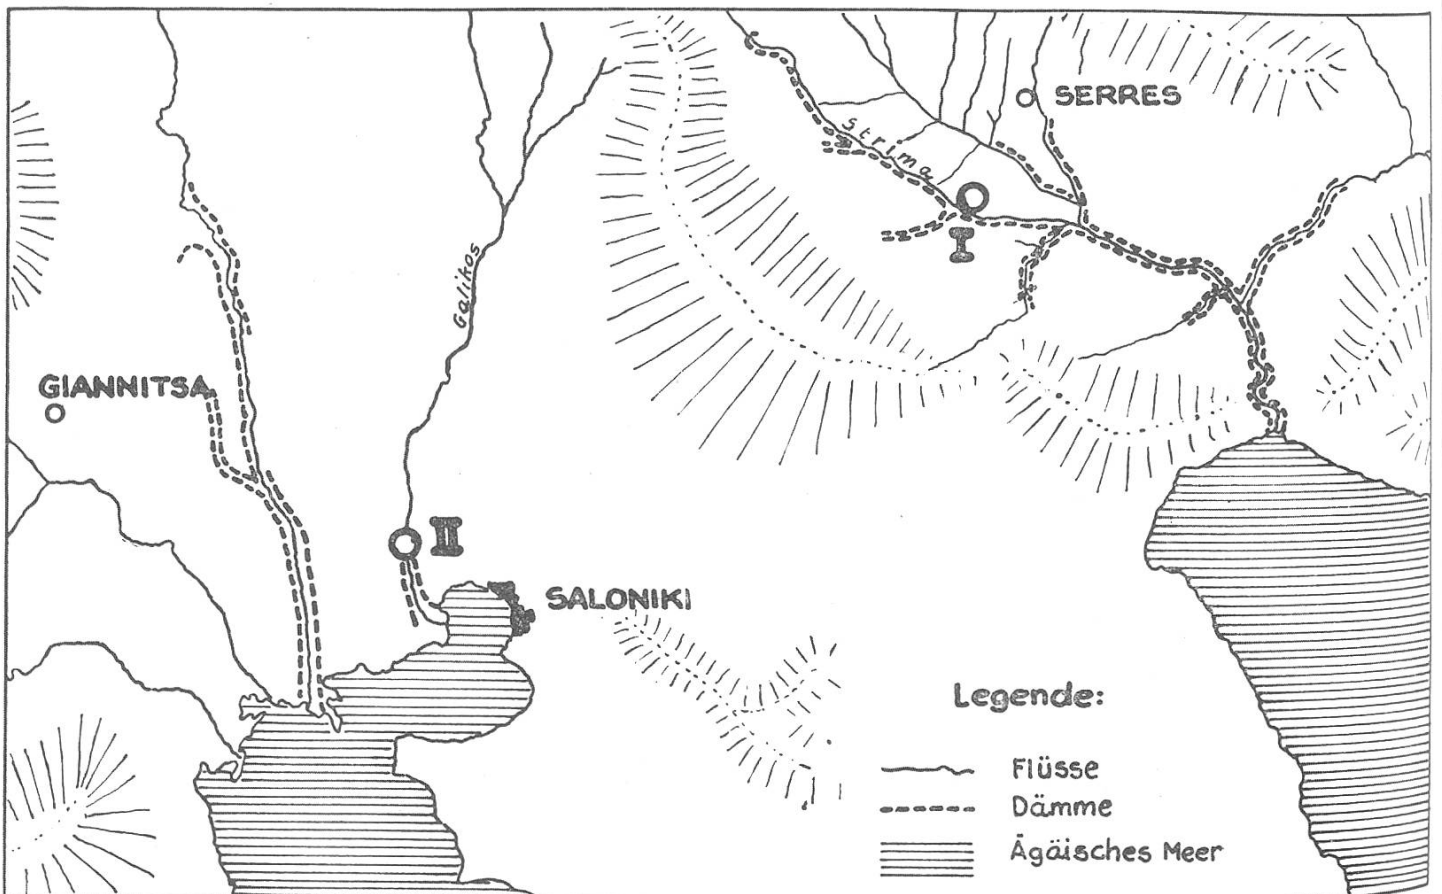 SERRES
Strima
I
Galikos
GIANNITSA
II
SALONIKI
Legende:
Flüsse
Dämme
Ägäisches Meer